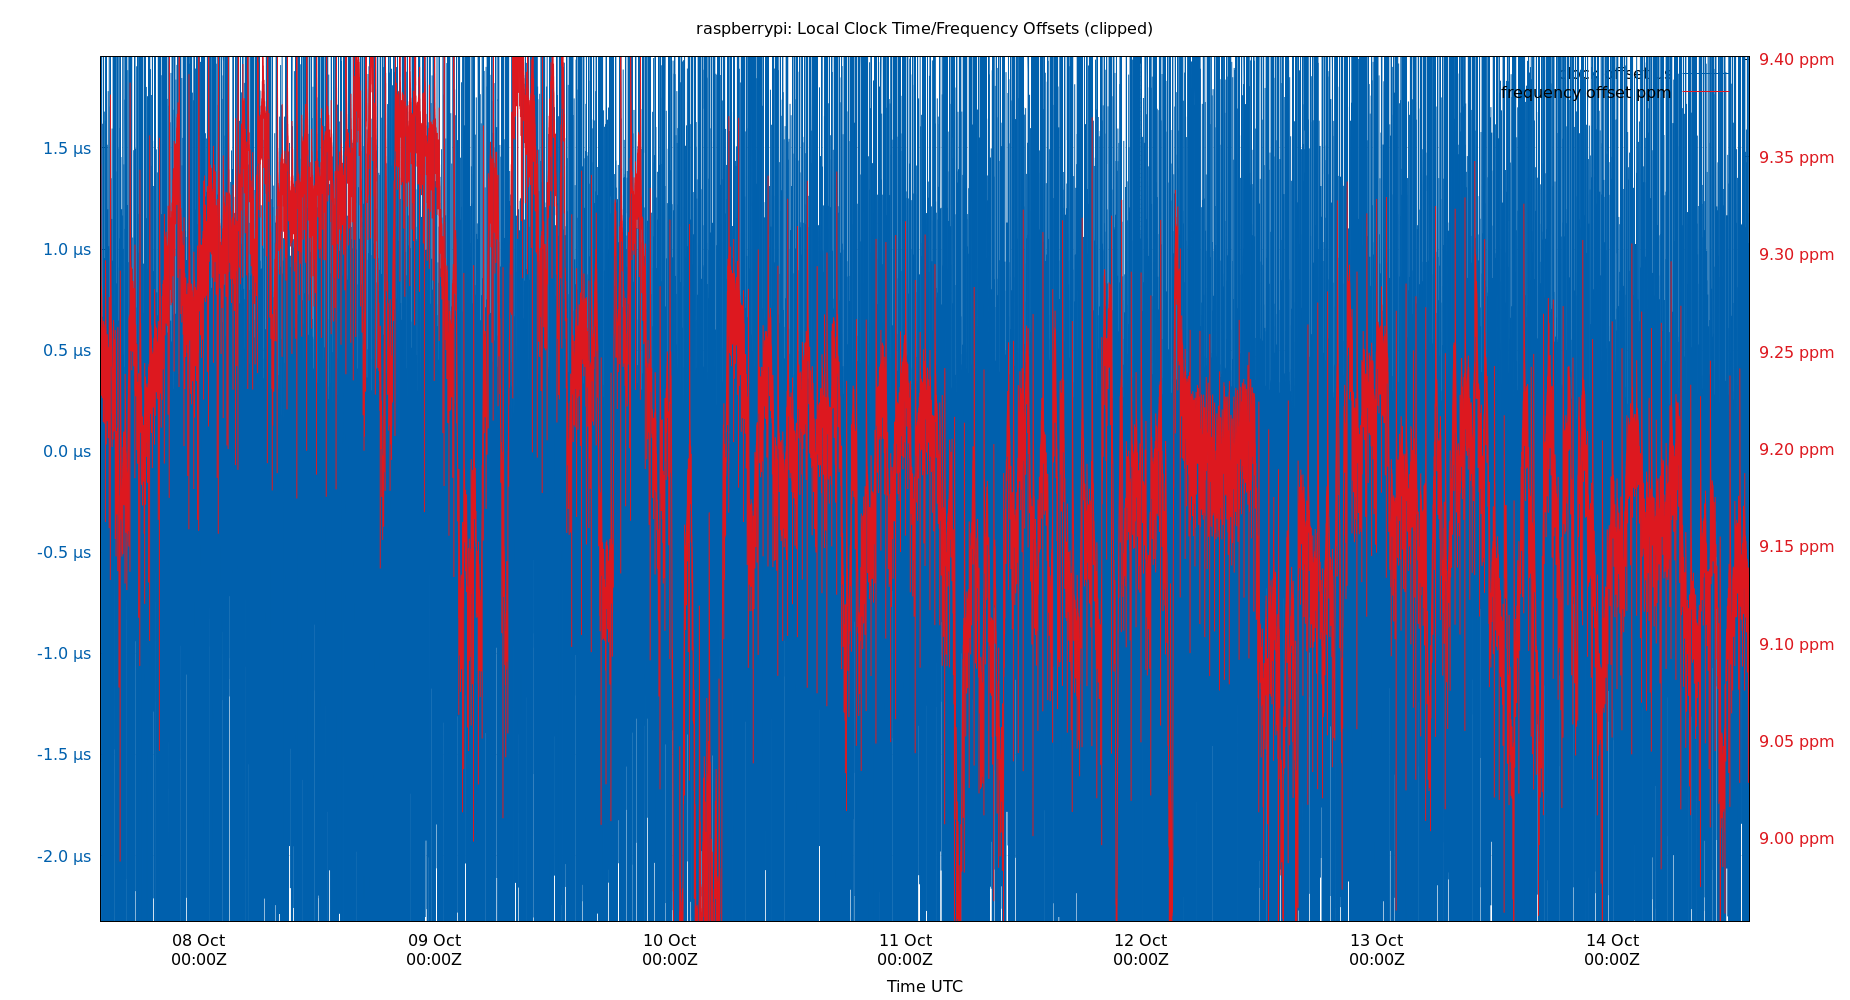 raspberrypi: Local Clock Time/Frequency Offsets (clipped)
9.40 ppm
clock offset
frequency offset ppm
1.5 µs
9.35 ppm
1.0 µs
9.30 ppm
0.5 µs
9.25 ppm
0.0 µs
9.20 ppm
-0.5 µs
9.15 ppm
-1.0 µs
9.10 ppm
-1.5 µs
9.05 ppm
-2.0 µs
9.00 ppm
08 Oct 09 Oct 10 Oct 11 Oct 12 Oct 13 Oct 14 Oct
00:00Z 00:00Z 00:00Z 00:00Z 00:00Z 00:00Z 00:00Z
Time UTC